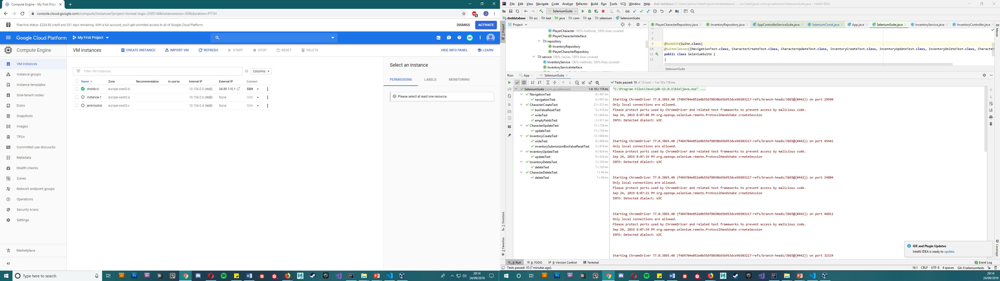 Compute Engine - My First Project
console.cloud.google.com/compute/instances?project=boreal-logic-250514&instancessize=50&duration=PT1H
Free trial status: £224.80 credit and 331 days remaining. With a full account, you'll get unlimited access to all of Google Cloud Platform.
DISMISS
ACTIVATE
Google Cloud Platform
My First Project
44
Compute Engine
VM instances
CREATE INSTANCE
IMPORT VM
REFRESH
START
STOP
RESET
DELETE
HIDE INFO PANEL
LEARN
VM instances
Instance groups
Instance templates
Sole-tenant nodes
Disks
Snapshots
Images
TPUs
Committed use discounts
Metadata
Health checks
Zones
Network endpoint groups
Operations
Security scans
Settings
Marketplace
Filter VM instances
Columns
Name Zone Recommendation In use by Internal IP External IP Connect
dnddb-ci europe-west2-b 10.154.0.5 (nic0) 34.89.110.1 SSH
instance-1 europe-west2-a 10.154.0.6 (nic0) None SSH
jenkinsdnd europe-west2-c 10.154.0.4 (nic0) None SSH
Select an instance
PERMISSIONS LABELS MONITORING
Please select at least one resource.
Type here to search
20:14
24/09/2019
File Edit View Navigate Code Analyze Refactor Build Run Tools VCS Window Help
dnd-database [C:\Users\johnw\IdeaProjects\dnddatabase] - ...\src\test\java\com\qa\selenium\SeleniumSuite.java - IntelliJ IDEA
SeleniumSuite
Git:
dnddatabase src test java com qa selenium SeleniumSuite
1: Project
Project
PlayerCharacter 100% methods, 100% lines covered
PlayerCharacterInterface
repository
InventoryRepository
PlayerCharacterRepository
service 100% classes, 100% lines covered
InventoryService 100% methods, 100% lines covered
InventoryServiceInterface
PlayerCharacterRepository.java
InventoryRepository.java
AppControllerServiceSuite.java
SeleniumConst.java
App.java
SeleniumSuite.java
InventoryService.java
InventoryController.java
Maven
7
8
9 @RunWith(Suite.class)
10 @SuiteClasses({NavigationTest.class, CharacterCreateTest.class, CharacterUpdateTest.class, InventoryCreateTest.class, InventoryUpdateTest.class, InventoryDeleteTest.class, Character
11 public class SeleniumSuite {
12 }
SeleniumSuite
Run: App SeleniumSuite
Tests passed: 10 of 10 tests – 1 m 18 s 118 ms
SeleniumSuite (com.qa.selenium) 1 m 18 s 118 ms
NavigationTest 8 s 407 ms
navigationTest 8 s 407 ms
CharacterCreateTest 21 s 231 ms
boxValueResetTest 5 s 476 ms
writeTest 12 s 844 ms
emptyFieldsTest 2 s 911 ms
CharacterUpdateTest 11 s 739 ms
updateTest 11 s 739 ms
InventoryCreateTest 12 s 668 ms
writeTest 8 s 849 ms
inventorySubmissionBoxValueResetTest 3 s 819 ms
InventoryUpdateTest 9 s 924 ms
updateTest 9 s 924 ms
InventoryDeleteTest 7 s 103 ms
deleteTest 7 s 103 ms
CharacterDeleteTest 7 s 46 ms
deleteTest 7 s 46 ms
"C:\Program Files\Java\jdk-12.0.1\bin\java.exe" ...
Starting ChromeDriver 77.0.3865.40 (f484704e052e0b556f8030b65b953dce96503217-refs/branch-heads/3865@{#442}) on port 29990
Only local connections are allowed.
Please protect ports used by ChromeDriver and related test frameworks to prevent access by malicious code.
Sep 24, 2019 8:07:08 PM org.openqa.selenium.remote.ProtocolHandshake createSession
INFO: Detected dialect: W3C
Starting ChromeDriver 77.0.3865.40 (f484704e052e0b556f8030b65b953dce96503217-refs/branch-heads/3865@{#442}) on port 45441
Only local connections are allowed.
Please protect ports used by ChromeDriver and related test frameworks to prevent access by malicious code.
Sep 24, 2019 8:07:16 PM org.openqa.selenium.remote.ProtocolHandshake createSession
INFO: Detected dialect: W3C
Starting ChromeDriver 77.0.3865.40 (f484704e052e0b556f8030b65b953dce96503217-refs/branch-heads/3865@{#442}) on port 24804
Only local connections are allowed.
Please protect ports used by ChromeDriver and related test frameworks to prevent access by malicious code.
Sep 24, 2019 8:07:21 PM org.openqa.selenium.remote.ProtocolHandshake createSession
INFO: Detected dialect: W3C
Starting ChromeDriver 77.0.3865.40 (f484704e052e0b556f8030b65b953dce96503217-refs/branch-heads/3865@{#442}) on port 46012
Only local connections are allowed.
Please protect ports used by ChromeDriver and related test frameworks to prevent access by malicious code.
Sep 24, 2019 8:07:34 PM org.openqa.selenium.remote.ProtocolHandshake createSession
INFO: Detected dialect: W3C
Starting ChromeDriver 77.0.3865.40 (f484704e052e0b556f8030b65b953dce96503217-refs/branch-heads/3865@{#442}) on port 32324
7: Structure
2: Favorites
Coverage
IDE and Plugin Updates
IntelliJ IDEA is ready to update.
4: Run 6: TODO 9: Version Control Terminal
Event Log
Tests passed: 10 (7 minutes ago)
16:1 CRLF UTF-8 4 spaces Git: f/seleniumtests
20:14
24/09/2019